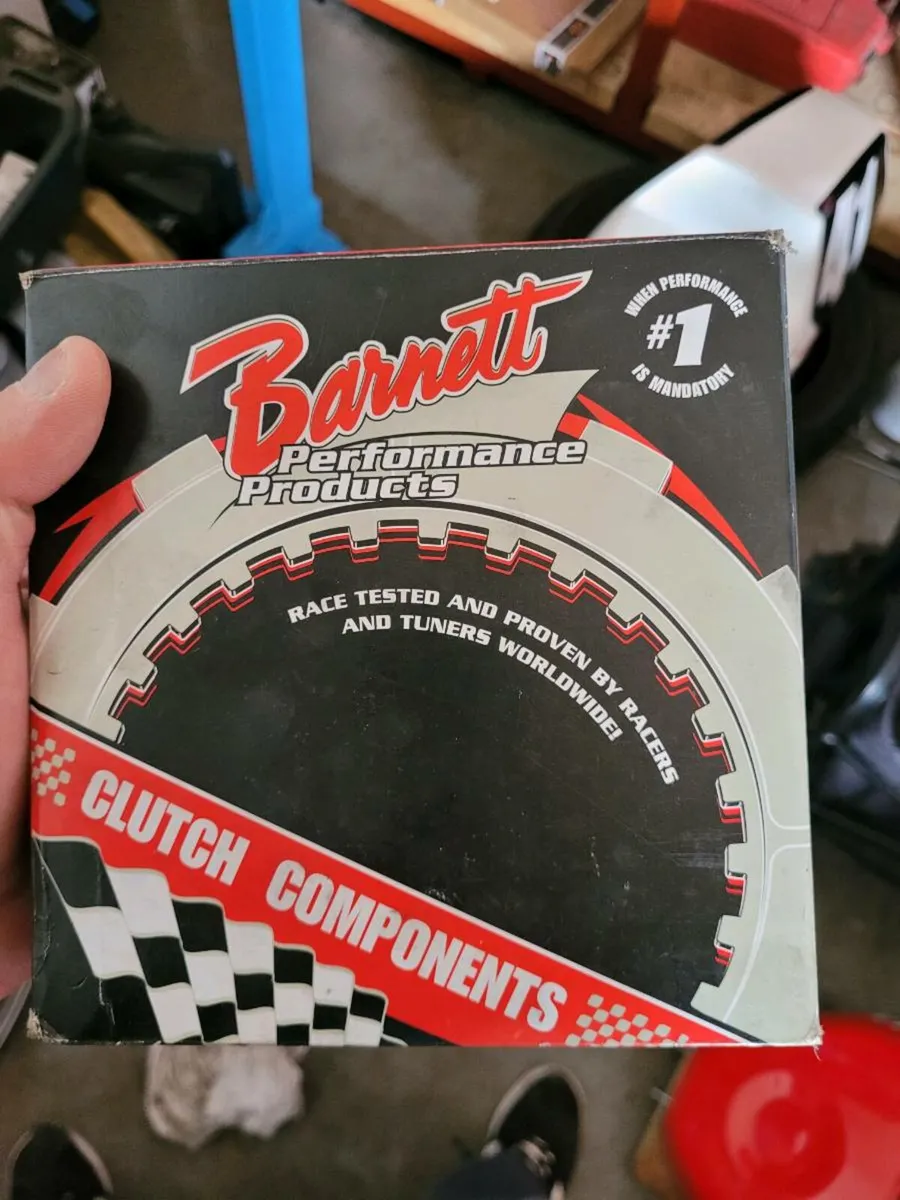 Barnett
Performance
Products
WHEN PERFORMANCE
#1
IS MANDATORY
RACE TESTED AND PROVEN BY RACERS
AND TUNERS WORLDWIDE!
CLUTCH COMPONENTS